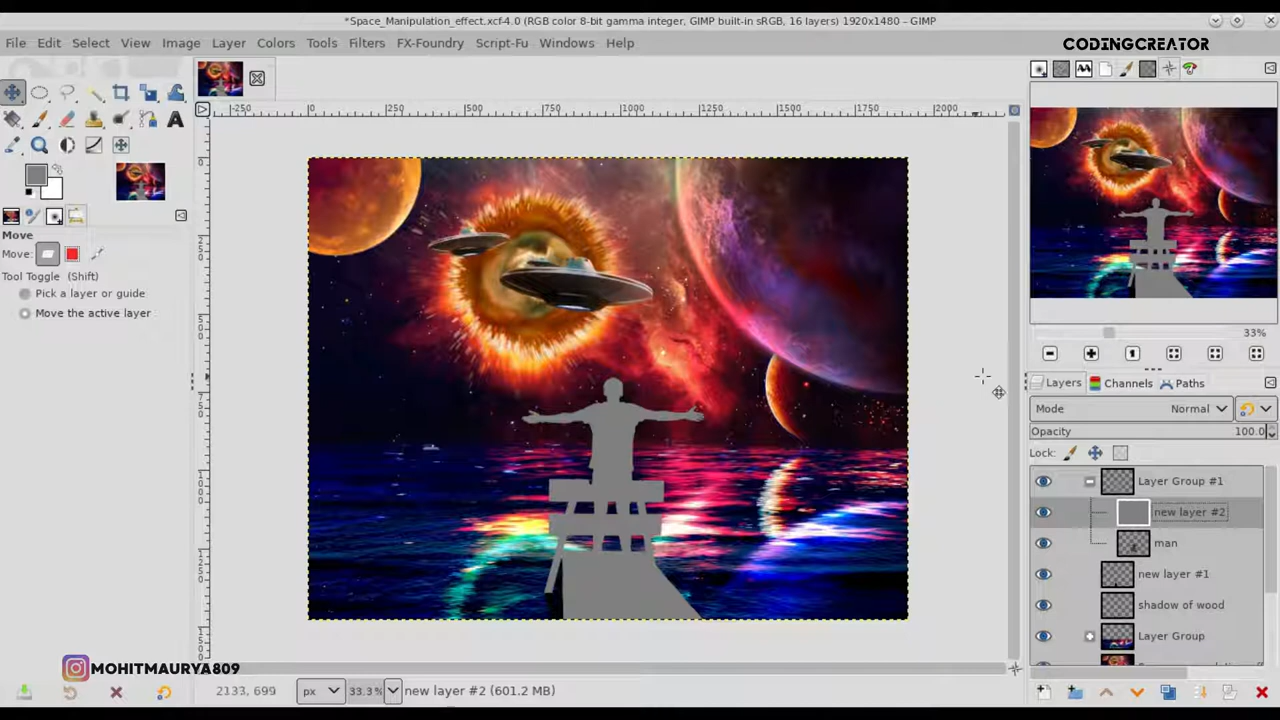 *Space_Manipulation_effect.xcf-4.0 (RGB color 8-bit gamma integer, GIMP built-in sRGB, 16 layers) 1920x1480 – GIMP
File Edit Select View Image Layer Colors Tools Filters FX-Foundry Script-Fu Windows Help
CODINGCREATOR
-250 0 250 500 750 1000 1250 1500 1750 2000
Move
Move:
Tool Toggle (Shift)
Pick a layer or guide
Move the active layer
33%
Layers Channels Paths
Mode Normal
Opacity 100.0
Lock:
Layer Group #1
new layer #2
man
new layer #1
shadow of wood
Layer Group
MOHITMAURYA809
2133, 699 px 33.3% new layer #2 (601.2 MB)